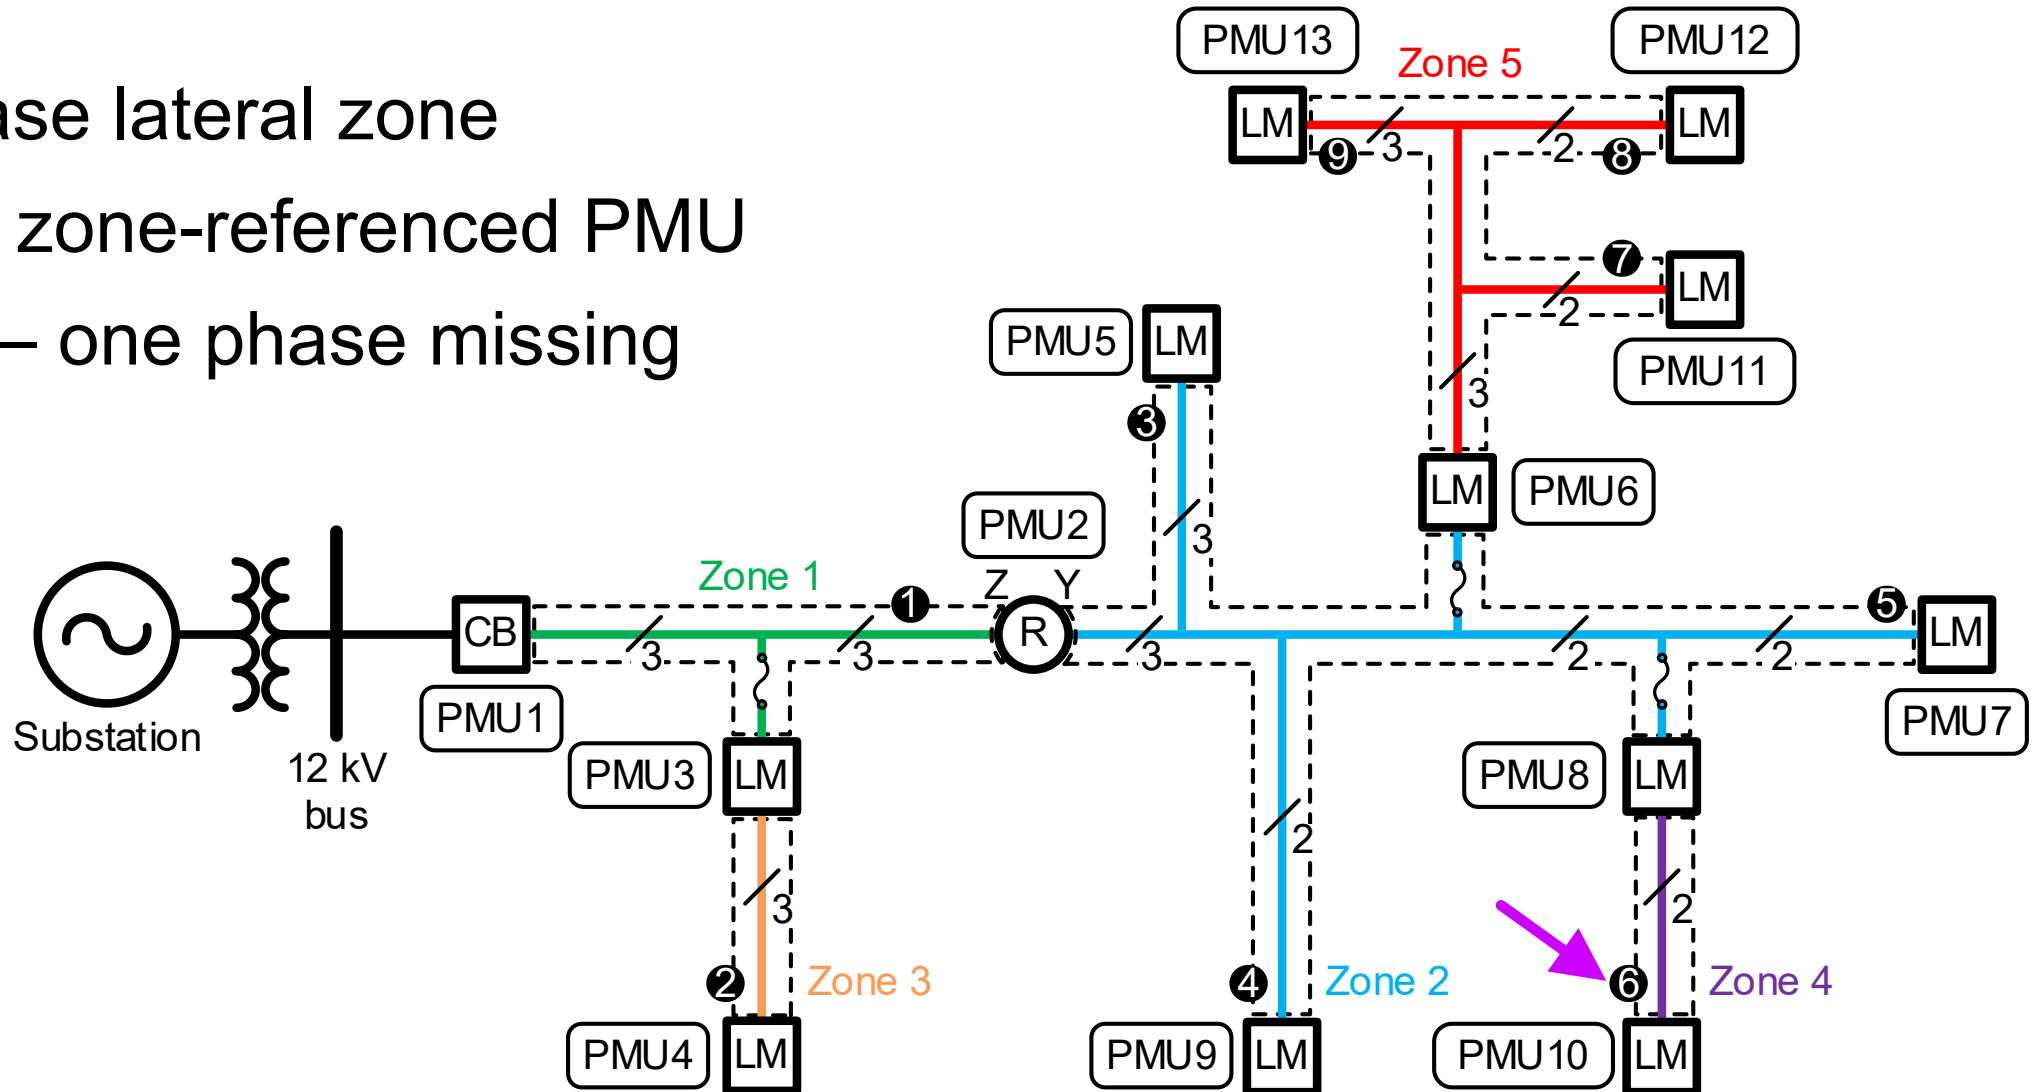 ase lateral zone
zone-referenced PMU
– one phase missing
PMU13
PMU12
Zone 5
LM
LM
3
2
9
8
7
LM
2
PMU11
PMU5
LM
3
3
LM
PMU6
PMU2
3
Z
Y
Zone 1
1
5
CB
R
LM
3
3
3
2
2
PMU1
PMU7
Substation
12 kV
bus
PMU3
LM
PMU8
LM
2
3
2
2
Zone 3
4
Zone 2
6
Zone 4
PMU4
LM
PMU9
LM
PMU10
LM